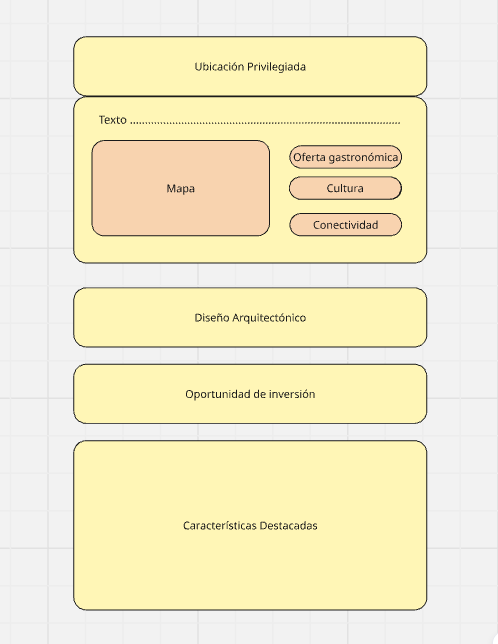 Ubicación Privilegiada
Texto ..........................................................................................
Mapa
Oferta gastronómica
Cultura
Conectividad
Diseño Arquitectónico
Oportunidad de inversión
Características Destacadas